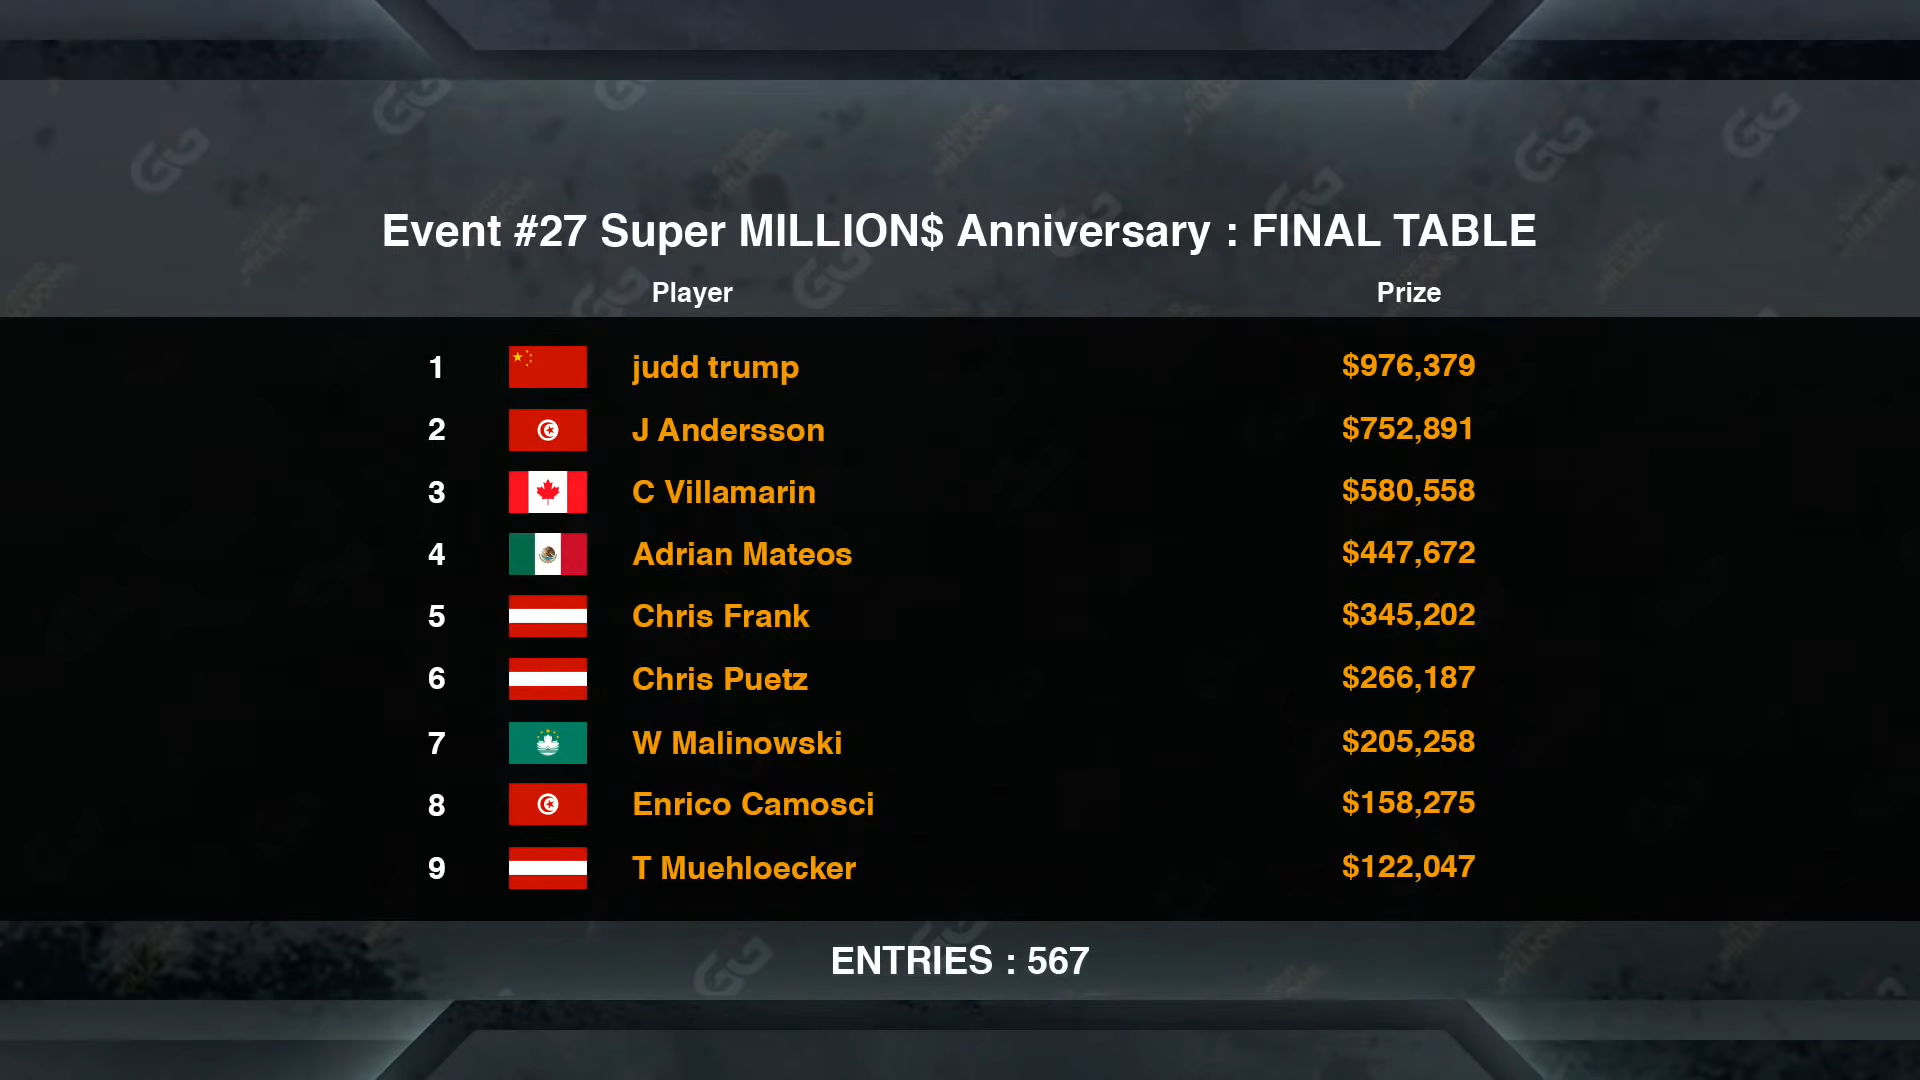 Event #27 Super MILLION$ Anniversary : FINAL TABLE
Player Prize
1 judd trump $976,379
2 J Andersson $752,891
3 C Villamarin $580,558
4 Adrian Mateos $447,672
5 Chris Frank $345,202
6 Chris Puetz $266,187
7 W Malinowski $205,258
8 Enrico Camosci $158,275
9 T Muehloecker $122,047
ENTRIES : 567